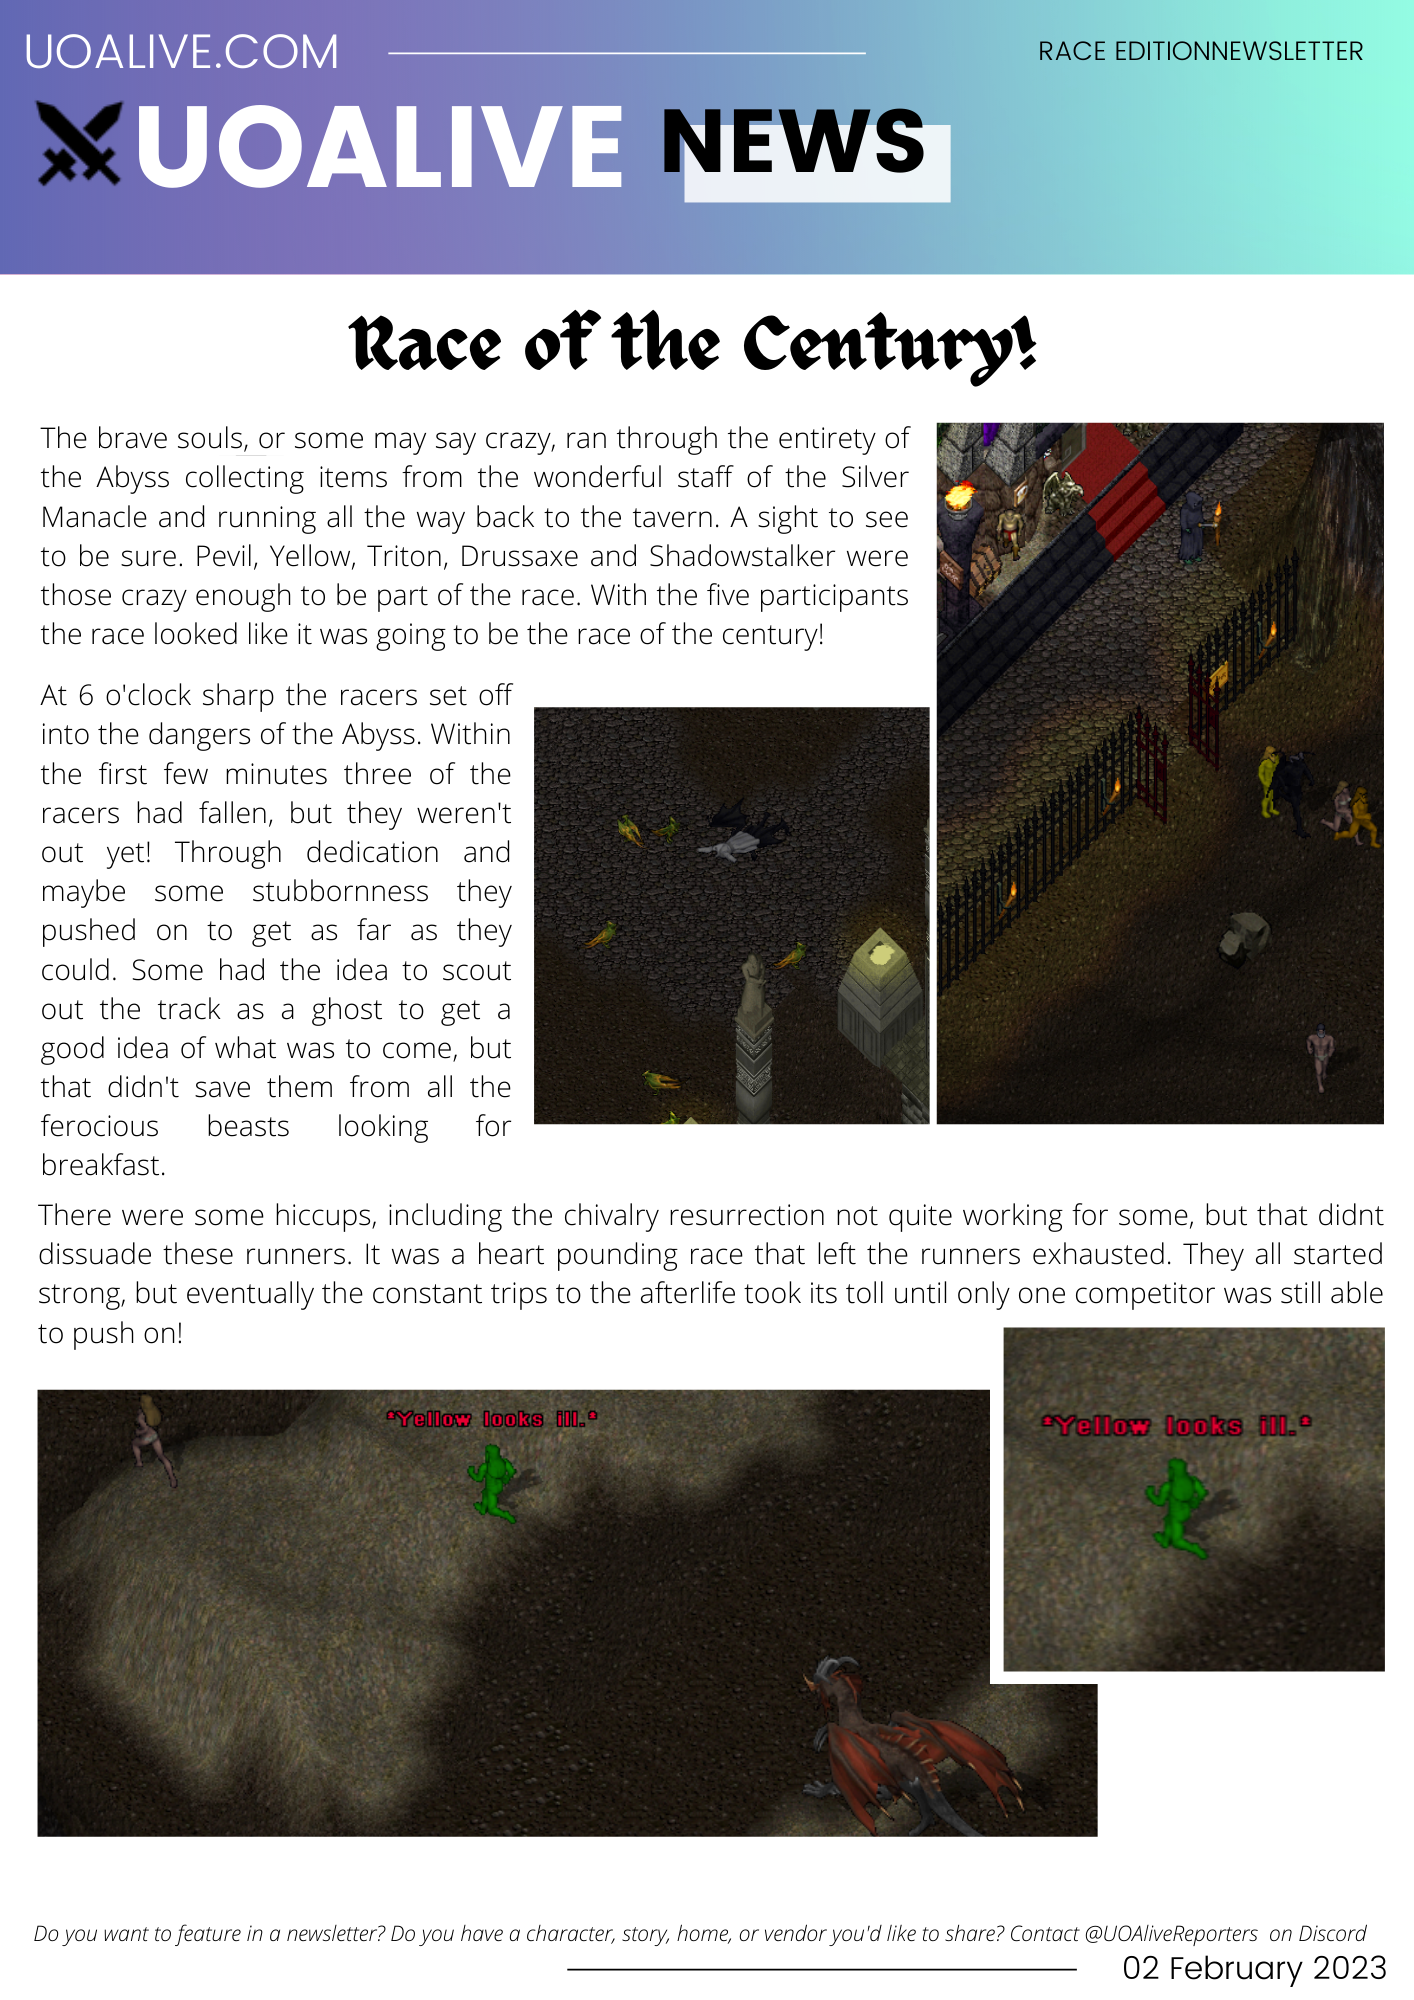 UOALIVE.COM
RACE EDITIONNEWSLETTER
UOALIVE NEWS
Race of the Century!
The brave souls, or some may say crazy, ran through the entirety of
the Abyss collecting items from the wonderful staff of the Silver
Manacle and running all the way back to the tavern. A sight to see
to be sure. Pevil, Yellow, Triton, Drussaxe and Shadowstalker were
those crazy enough to be part of the race. With the five participants
the race looked like it was going to be the race of the century!
At 6 o'clock sharp the racers set off
into the dangers of the Abyss. Within
the first few minutes three of the
racers had fallen, but they weren't
out yet! Through dedication and
maybe some stubbornness they
pushed on to get as far as they
could. Some had the idea to scout
out the track as a ghost to get a
good idea of what was to come, but
that didn't save them from all the
ferocious beasts looking for
breakfast.
There were some hiccups, including the chivalry resurrection not quite working for some, but that didnt
dissuade these runners. It was a heart pounding race that left the runners exhausted. They all started
strong, but eventually the constant trips to the afterlife took its toll until only one competitor was still able
to push on!
*Yellow looks ill.*
*Yellow looks ill.*
Do you want to feature in a newsletter? Do you have a character, story, home, or vendor you'd like to share? Contact @UOAliveReporters on Discord
02 February 2023